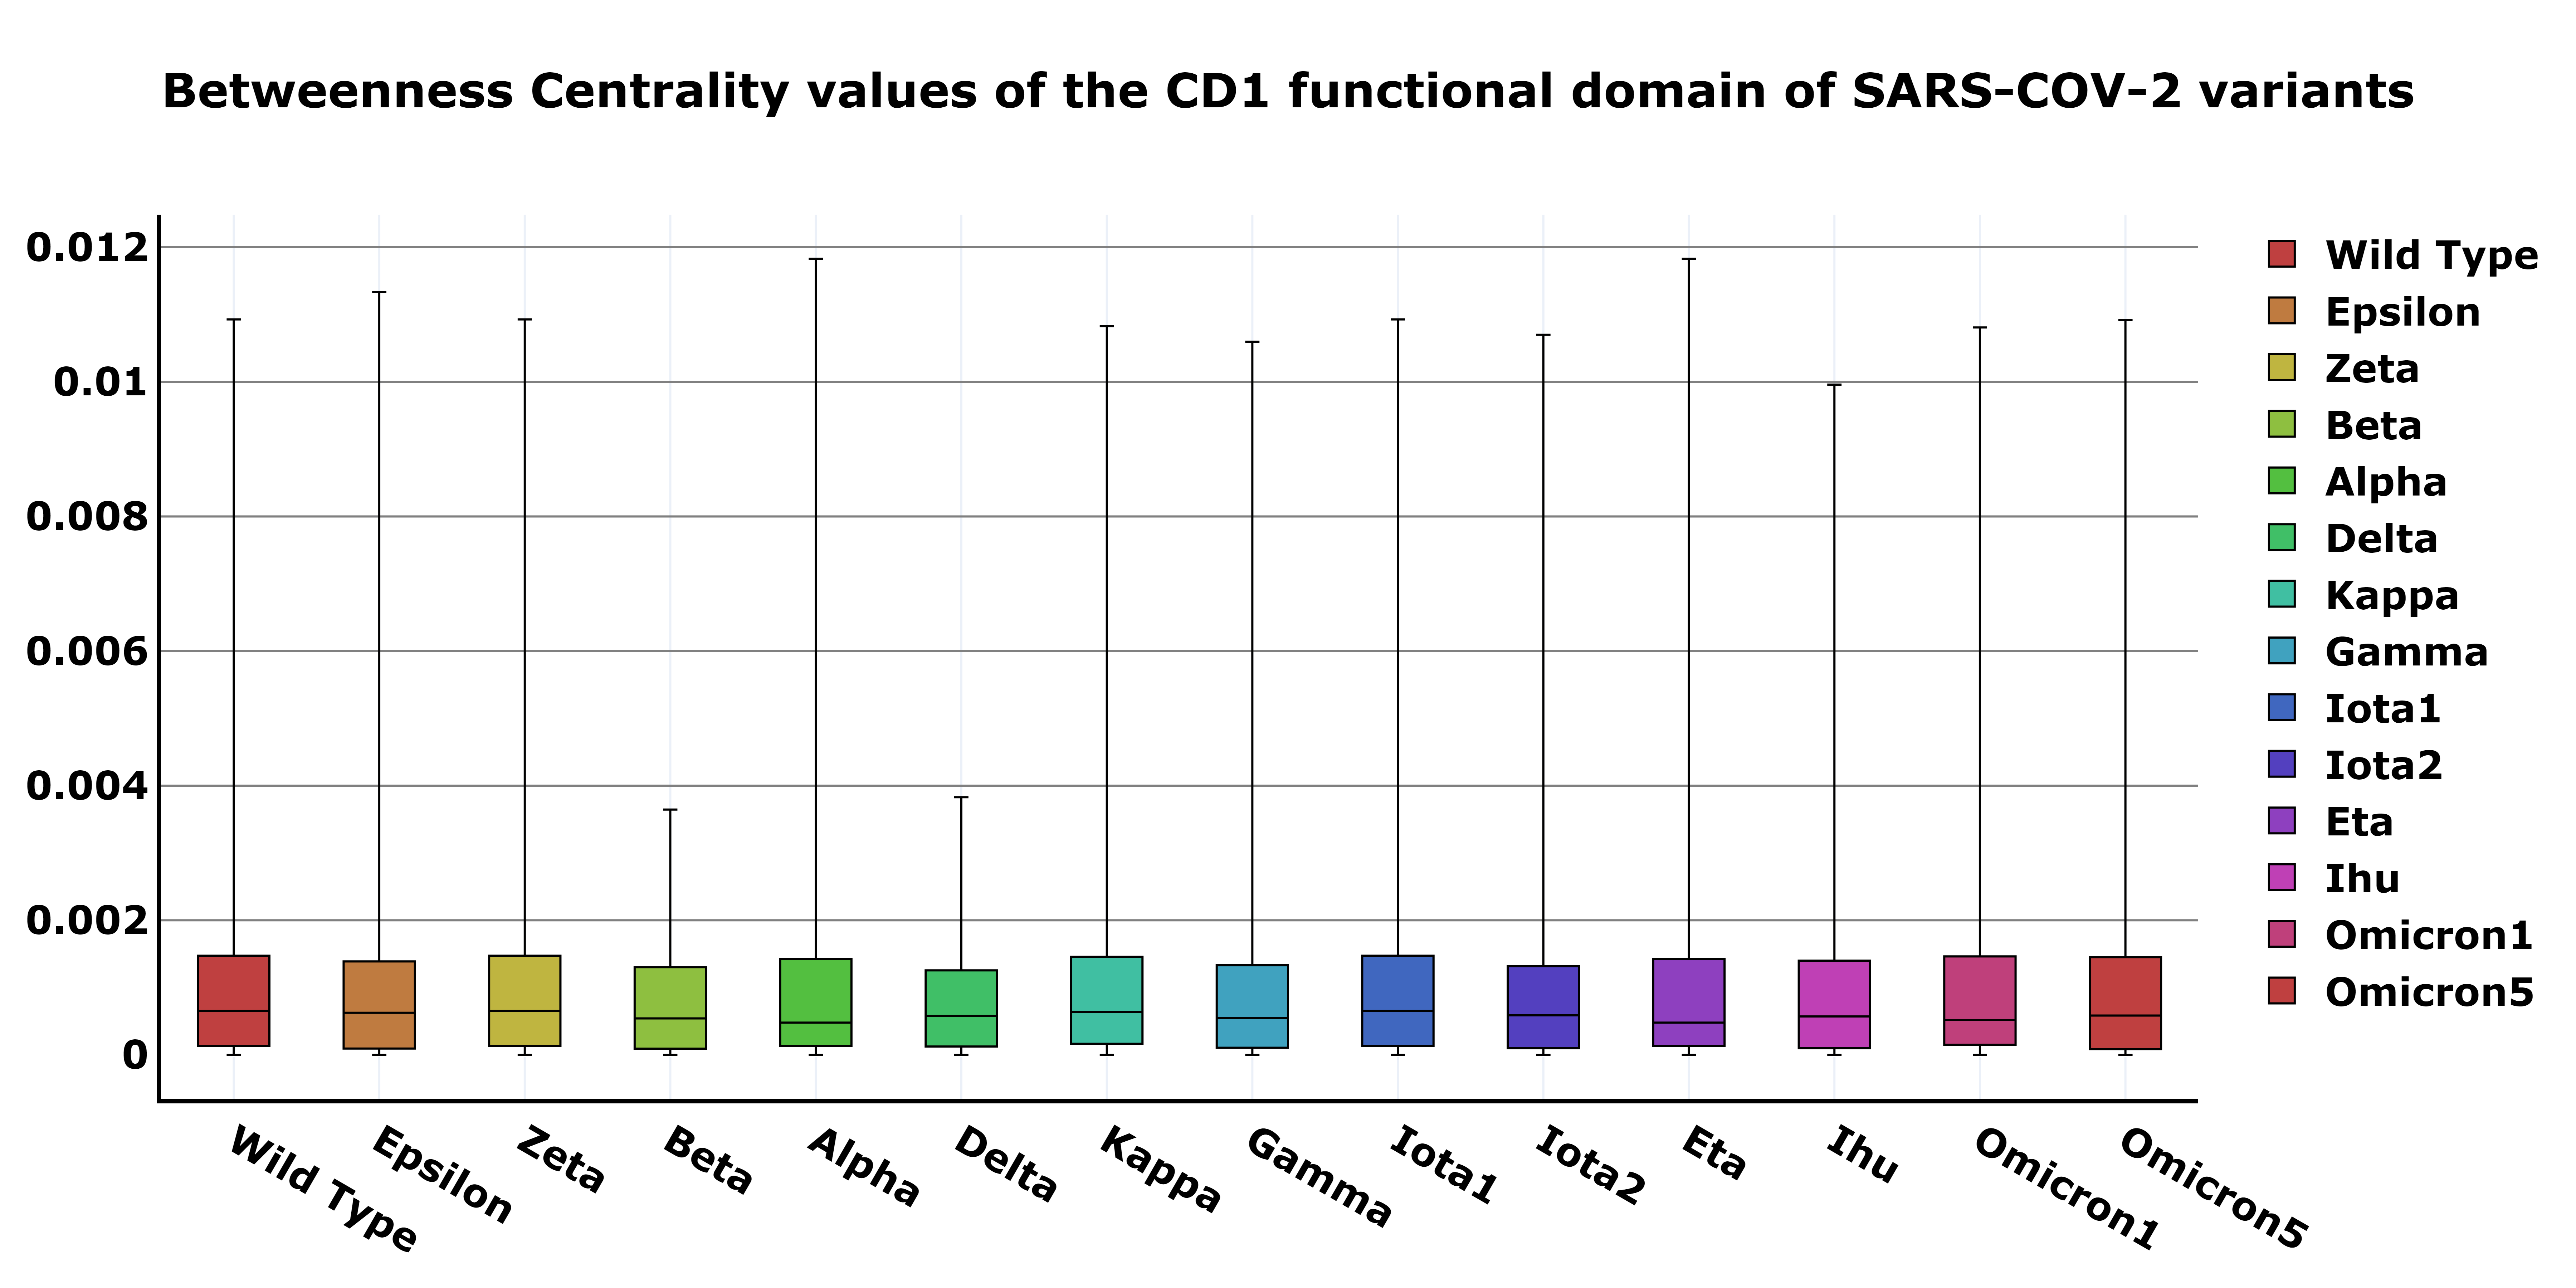 Betweenness Centrality values of the CD1 functional domain of SARS-COV-2 variants
0.012
0.01
0.008
0.006
0.004
0.002
0
Wild Type
Epsilon
Zeta
Beta
Alpha
Delta
Kappa
Gamma
Iota1
Iota2
Eta
Ihu
Omicron1
Omicron5
Wild Type
Epsilon
Zeta
Beta
Alpha
Delta
Kappa
Gamma
Iota1
Iota2
Eta
Ihu
Omicron1
Omicron5